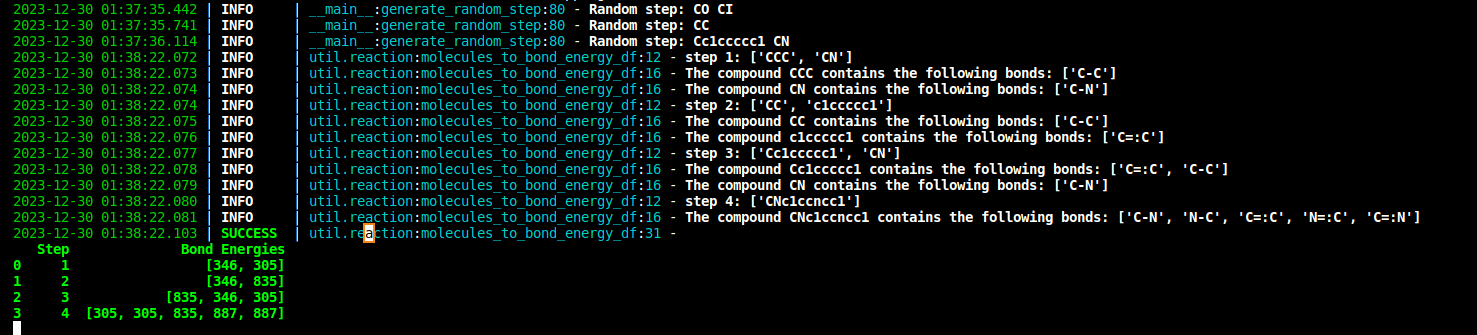 2023-12-30 01:37:35.442 | INFO     | __main__:generate_random_step:80 - Random step: CO CI
2023-12-30 01:37:35.741 | INFO     | __main__:generate_random_step:80 - Random step: CC
2023-12-30 01:37:36.114 | INFO     | __main__:generate_random_step:80 - Random step: Cc1ccccc1 CN
2023-12-30 01:38:22.072 | INFO     | util.reaction:molecules_to_bond_energy_df:12 - step 1: ['CCC', 'CN']
2023-12-30 01:38:22.073 | INFO     | util.reaction:molecules_to_bond_energy_df:16 - The compound CCC contains the following bonds: ['C-C']
2023-12-30 01:38:22.074 | INFO     | util.reaction:molecules_to_bond_energy_df:16 - The compound CN contains the following bonds: ['C-N']
2023-12-30 01:38:22.074 | INFO     | util.reaction:molecules_to_bond_energy_df:12 - step 2: ['CC', 'c1ccccc1']
2023-12-30 01:38:22.075 | INFO     | util.reaction:molecules_to_bond_energy_df:16 - The compound CC contains the following bonds: ['C-C']
2023-12-30 01:38:22.076 | INFO     | util.reaction:molecules_to_bond_energy_df:16 - The compound c1ccccc1 contains the following bonds: ['C=:C']
2023-12-30 01:38:22.077 | INFO     | util.reaction:molecules_to_bond_energy_df:12 - step 3: ['Cc1ccccc1', 'CN']
2023-12-30 01:38:22.078 | INFO     | util.reaction:molecules_to_bond_energy_df:16 - The compound Cc1ccccc1 contains the following bonds: ['C=:C', 'C-C']
2023-12-30 01:38:22.079 | INFO     | util.reaction:molecules_to_bond_energy_df:16 - The compound CN contains the following bonds: ['C-N']
2023-12-30 01:38:22.080 | INFO     | util.reaction:molecules_to_bond_energy_df:12 - step 4: ['CNc1ccncc1']
2023-12-30 01:38:22.081 | INFO     | util.reaction:molecules_to_bond_energy_df:16 - The compound CNc1ccncc1 contains the following bonds: ['C-N', 'N-C', 'C=:C', 'N=:C', 'C=:N']
2023-12-30 01:38:22.103 | SUCCESS  | util.reaction:molecules_to_bond_energy_df:31 -
   Step              Bond Energies
0     1                 [346, 305]
1     2                 [346, 835]
2     3            [835, 346, 305]
3     4  [305, 305, 835, 887, 887]